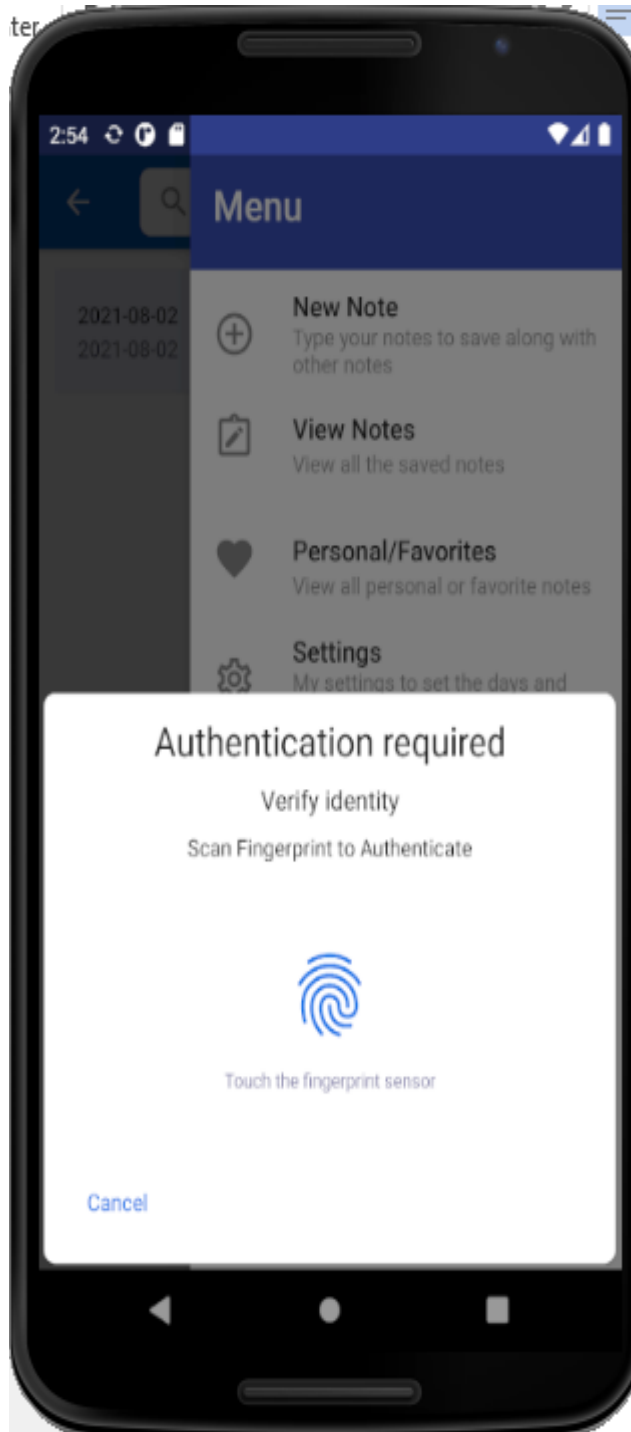 ter
2:54
Menu
2021-08-02
2021-08-02
New Note
Type your notes to save along with
other notes
View Notes
View all the saved notes
Personal/Favorites
View all personal or favorite notes
Settings
My settings to set the days and
Authentication required
Verify identity
Scan Fingerprint to Authenticate
Touch the fingerprint sensor
Cancel